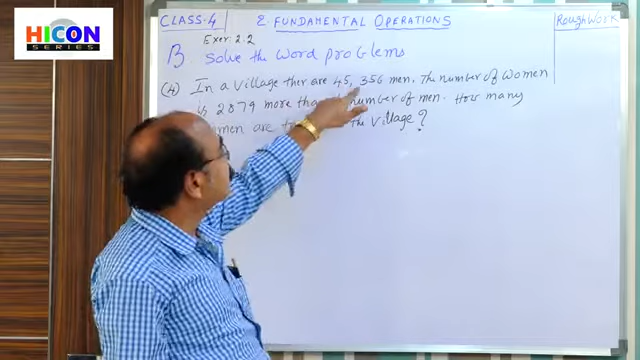 HICON
SERIES
CLASS-4
2. FUNDAMENTAL OPERATIONS
Rough Work
Exer 2.2
B Solve the word problems
(4) In a village ther are 45,356 men. The number of women
is 2879 more number of men. How many
men are the village?